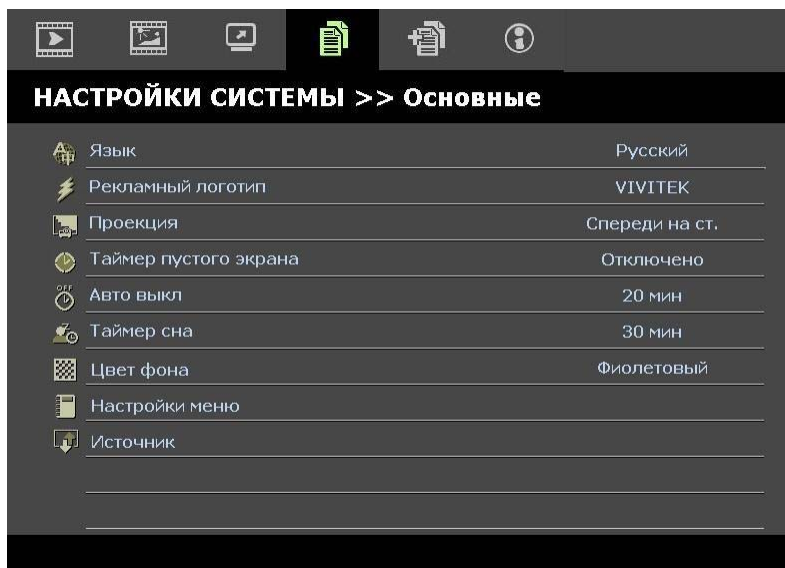 НАСТРОЙКИ СИСТЕМЫ >> Основные
Язык Русский
Рекламный логотип VIVITEK
Проекция Спереди на ст.
Таймер пустого экрана Отключено
OFF
Авто выкл 20 мин
Таймер сна 30 мин
Цвет фона Фиолетовый
Настройки меню
Источник